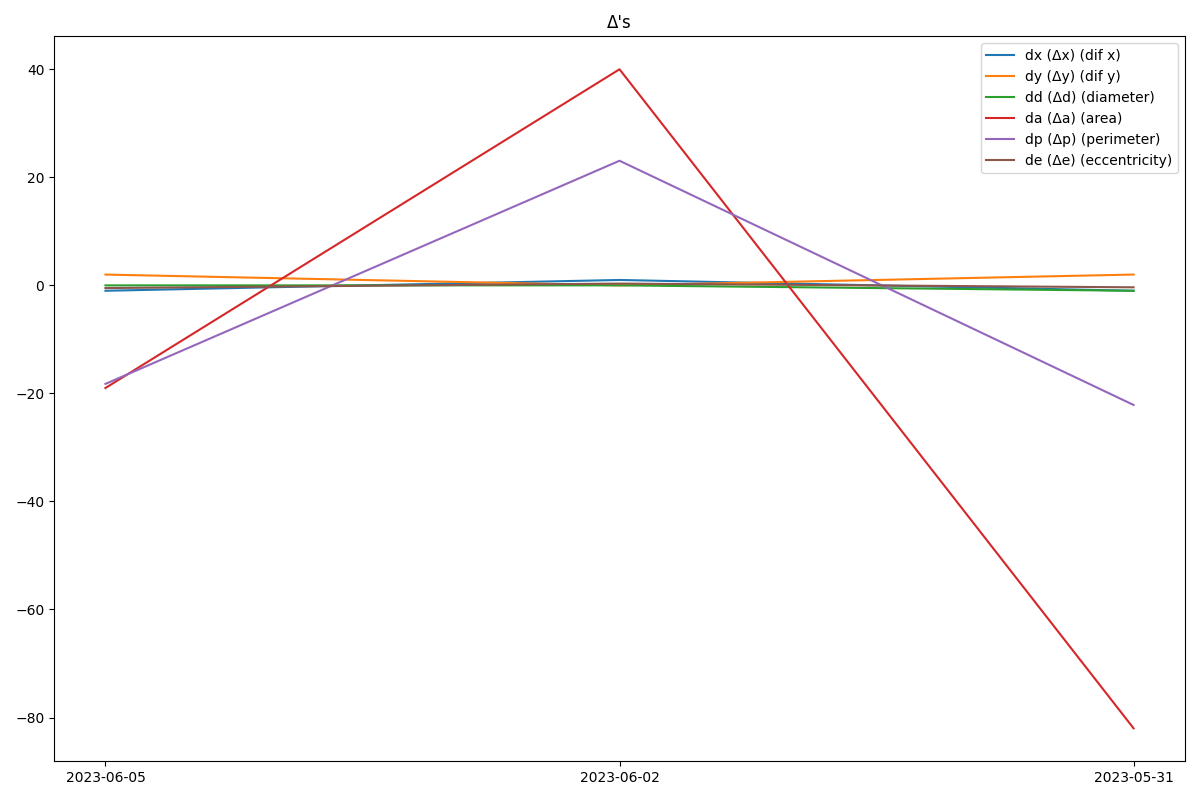 Δ's
dx (Δx) (dif x)
dy (Δy) (dif y)
dd (Δd) (diameter)
da (Δa) (area)
dp (Δp) (perimeter)
de (Δe) (eccentricity)
40
20
0
−20
−40
−60
−80
2023-06-05 2023-06-02 2023-05-31